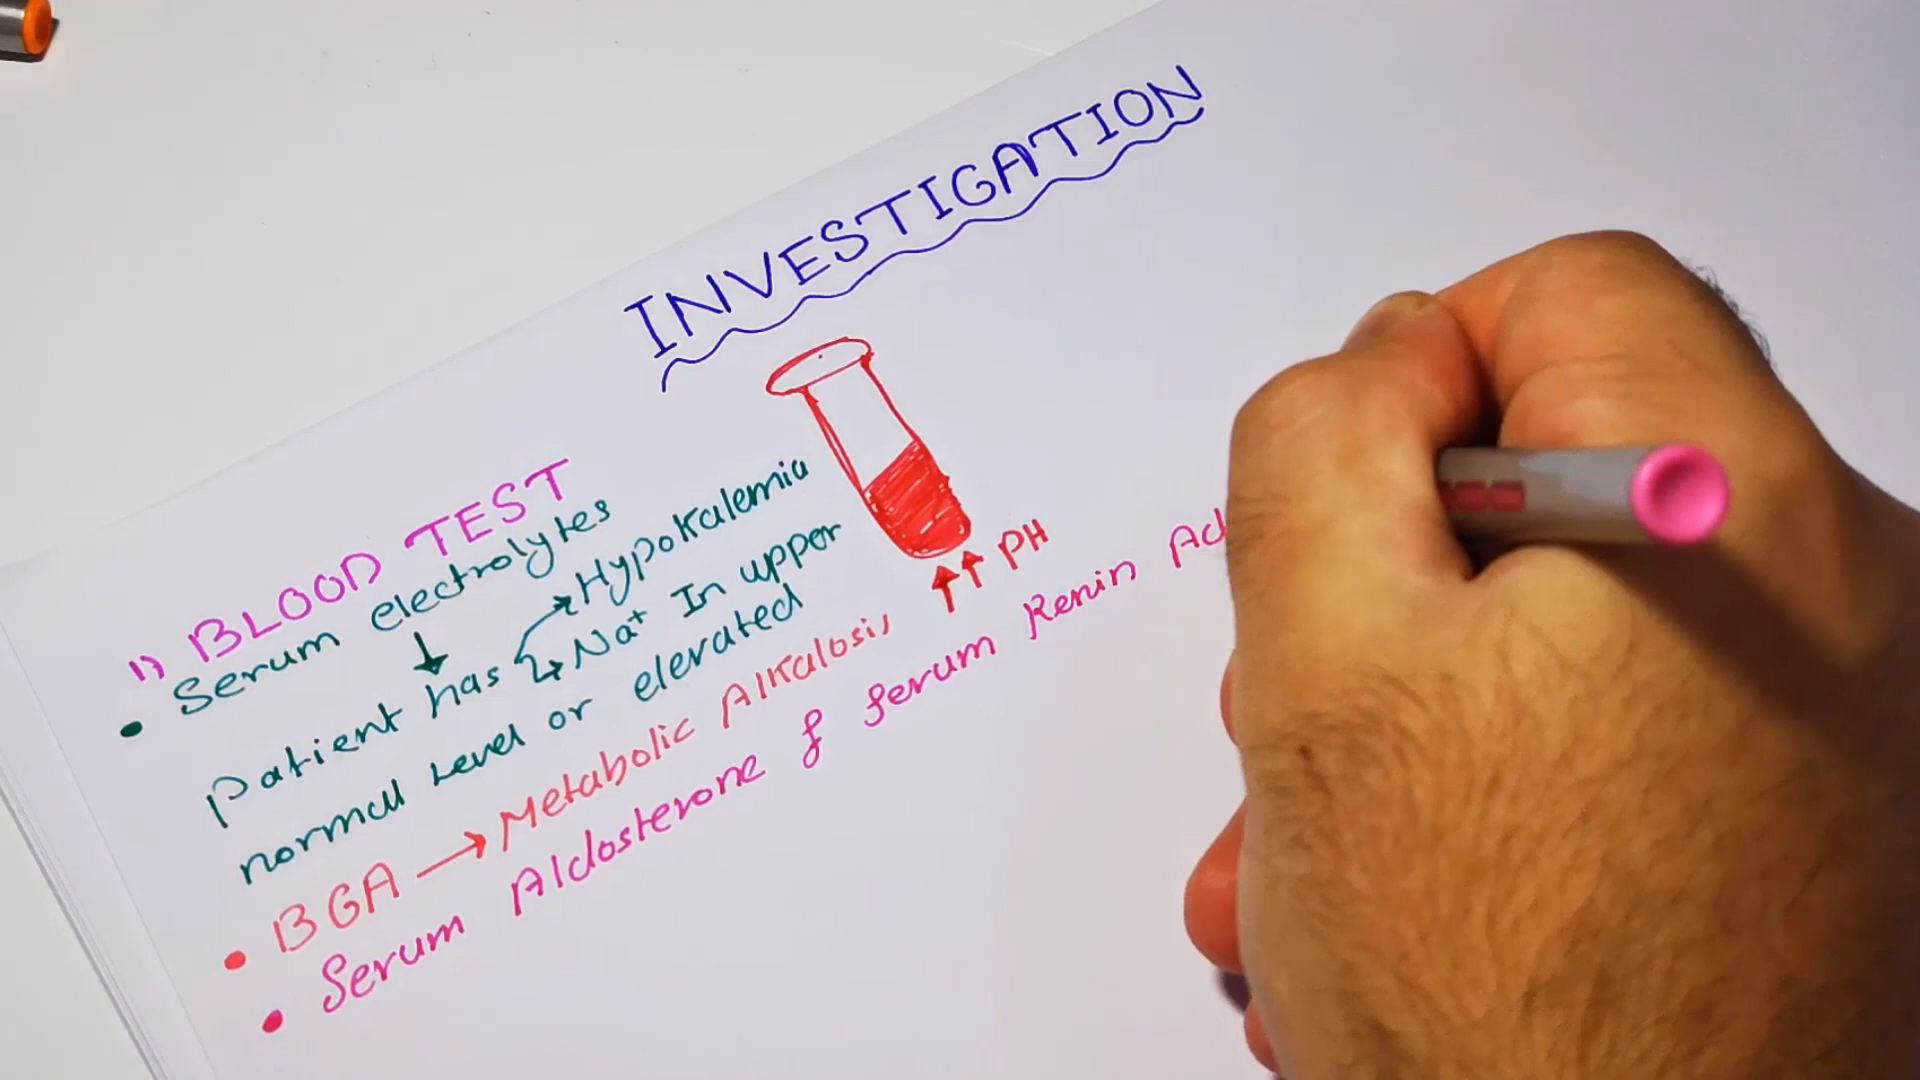 INVESTIGATION
1) BLOOD TEST
• Serum electrolytes
Patient has → Hypokalemia
→ Na+ In upper
normal Level or elevated
• BGA → Metabolic Alkalosis ↑↑ PH
• Serum Aldosterone & Serum Renin